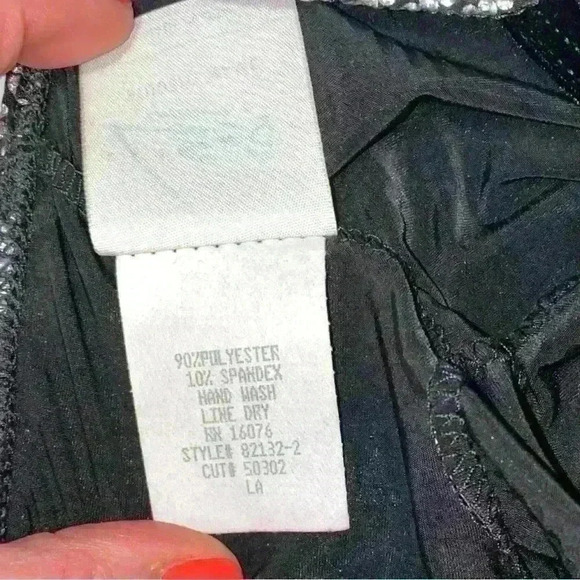 90%POLYESTER
10% SPANDEX
HAND WASH
LINE DRY
RN 16076
STYLE# 82132-2
CUT# 50302
LA